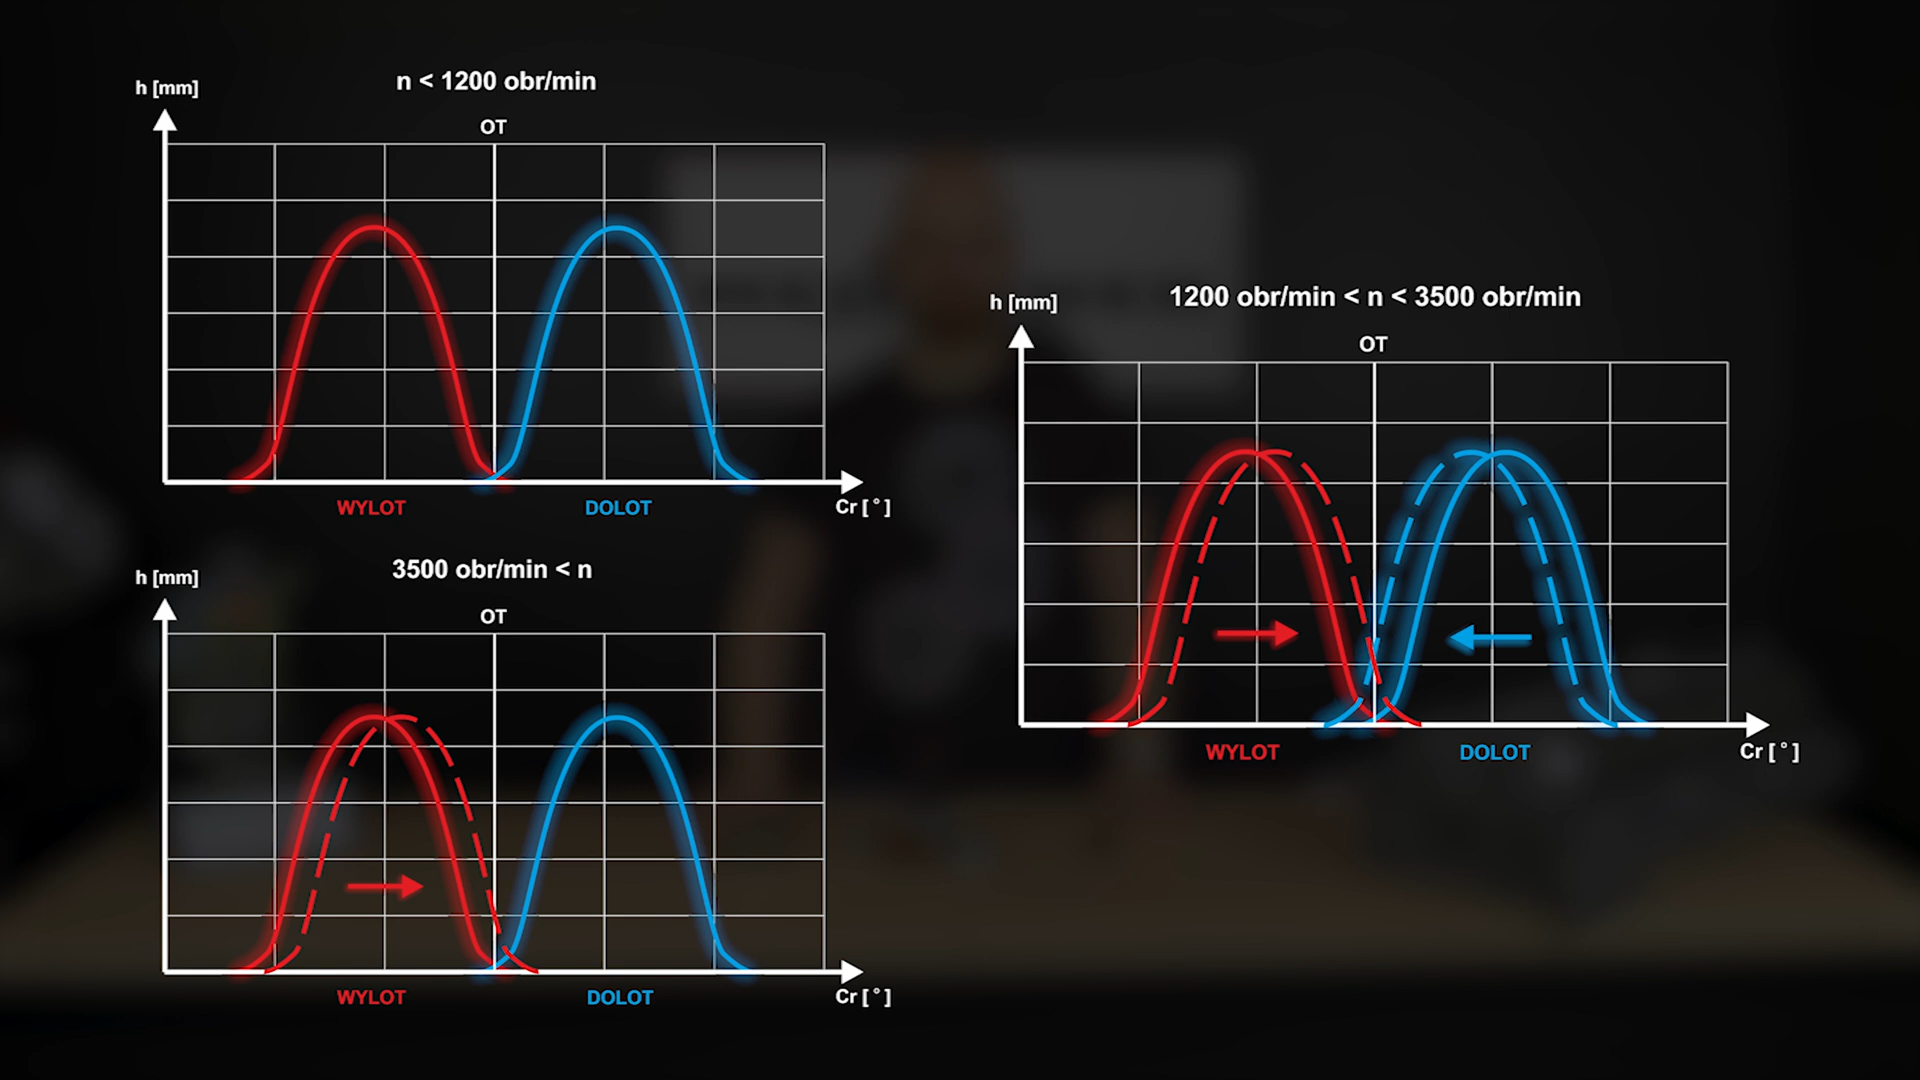 n < 1200 obr/min
h [mm]
OT
WYLOT
DOLOT
Cr [ ° ]
3500 obr/min < n
h [mm]
OT
WYLOT
DOLOT
Cr [ ° ]
1200 obr/min < n < 3500 obr/min
h [mm]
OT
WYLOT
DOLOT
Cr [ ° ]